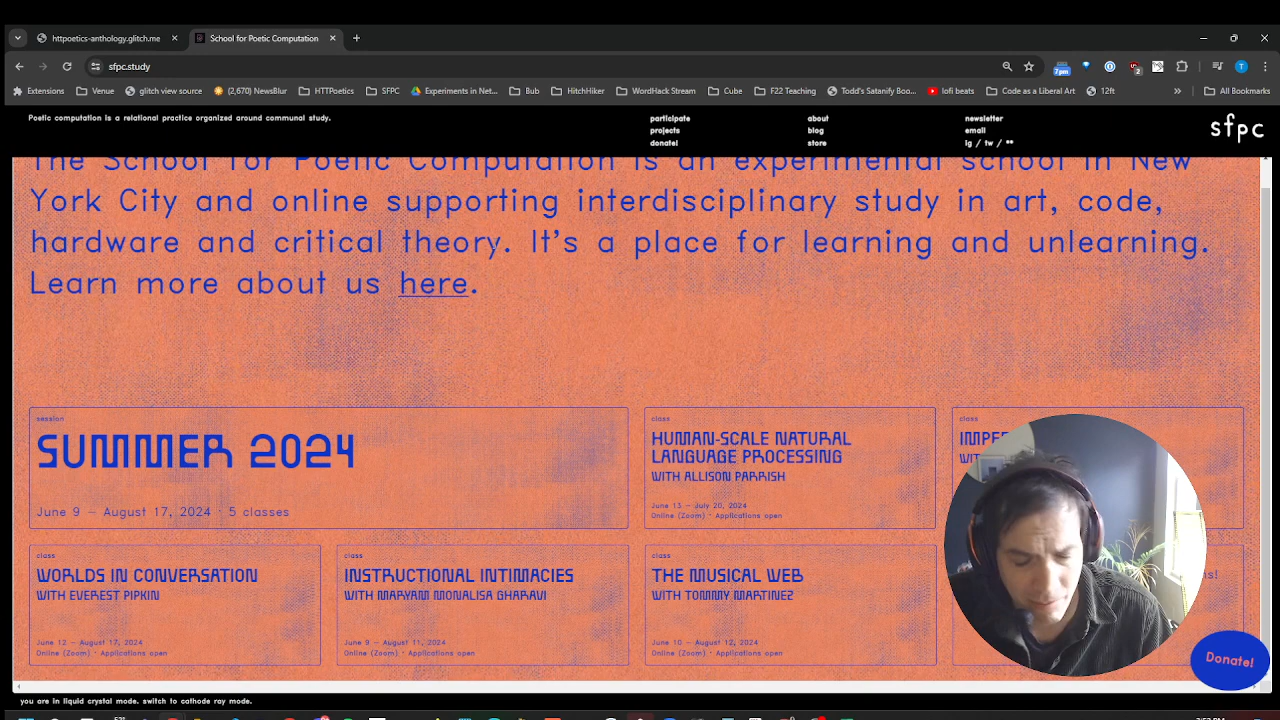 httpoetics-anthology.glitch.me
School for Poetic Computation
sfpc.study
Extensions
Venue
glitch view source
(2,670) NewsBlur
HTTPoetics
SFPC
Experiments in Net...
Bub
HitchHiker
WordHack Stream
Cube
F22 Teaching
Todd's Satanify Boo...
lofi beats
Code as a Liberal Art
12ft
All Bookmarks
Poetic computation is a relational practice organized around communal study.
participate
projects
donate!
about
blog
store
newsletter
email
ig / tw / **
sfpc
The School for Poetic Computation is an experimental school in New
York City and online supporting interdisciplinary study in art, code,
hardware and critical theory. It's a place for learning and unlearning.
Learn more about us here.
session
SUMMER 2024
June 9 — August 17, 2024 · 5 classes
class
HUMAN-SCALE NATURAL
LANGUAGE PROCESSING
WITH ALLISON PARRISH
June 13 — July 20, 2024
Online (Zoom) · Applications open
class
class
WORLDS IN CONVERSATION
WITH EVEREST PIPKIN
June 12 — August 17, 2024
Online (Zoom) · Applications open
class
INSTRUCTIONAL INTIMACIES
WITH MARYAM MONALISA GHARAVI
June 9 — August 11, 2024
Online (Zoom) · Applications open
class
THE MUSICAL WEB
WITH TOMMY MARTINEZ
June 10 — August 12, 2024
Online (Zoom) · Applications open
Donate!
you are in liquid crystal mode. switch to cathode ray mode.